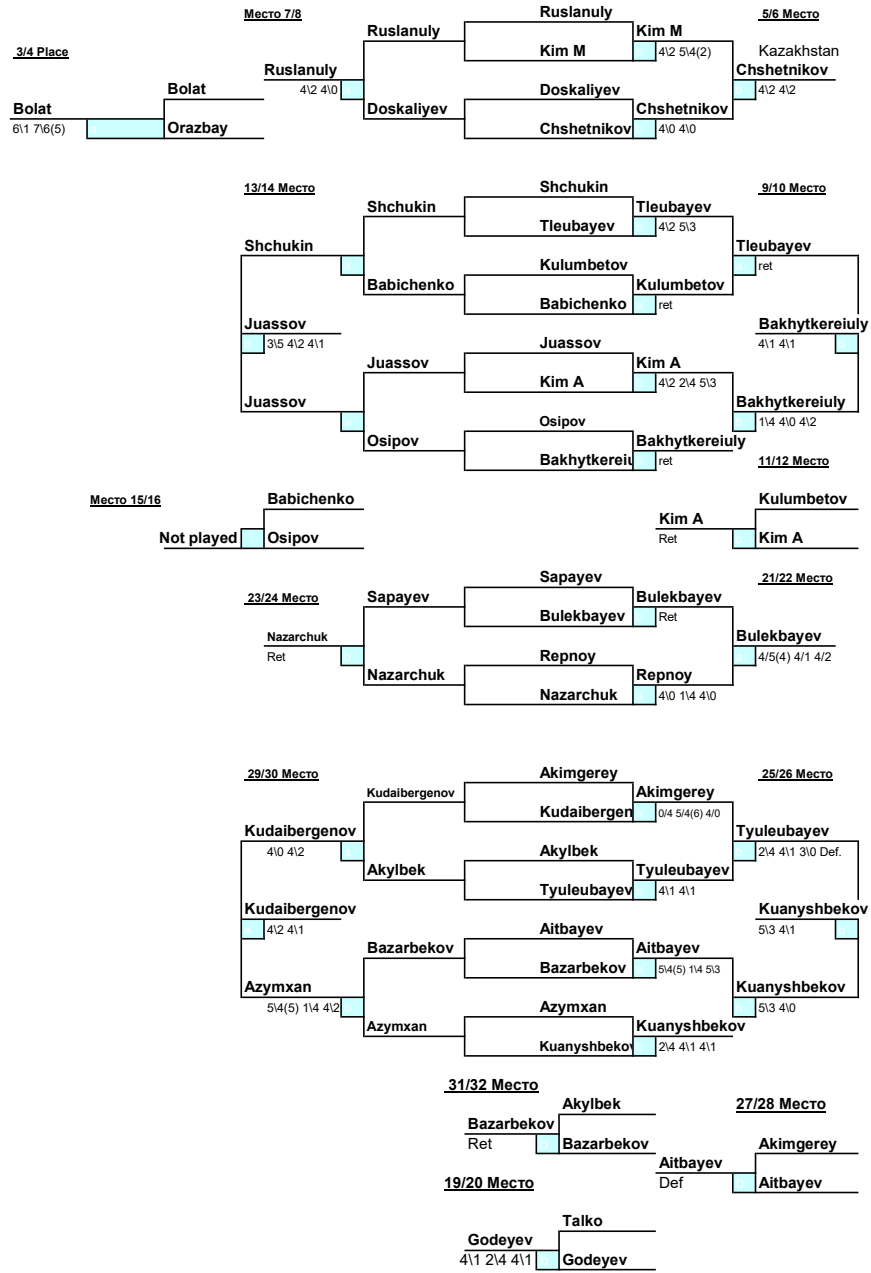 Место 7/8 Ruslanuly 5/6 Место
Ruslanuly Kim M
3/4 Place Kim M 4\2 5\4(2) Kazakhstan
Ruslanuly Chshetnikov
Bolat 4\2 4\0 Doskaliyev 4\2 4\2
Bolat Doskaliyev Chshetnikov
6\1 7\6(5) Orazbay Chshetnikov 4\0 4\0
13/14 Место Shchukin 9/10 Место
Shchukin Tleubayev
Tleubayev 4\2 5\3
Shchukin Tleubayev
Kulumbetov ret
Babichenko Kulumbetov
Babichenko ret
Juassov Bakhytkereiuly
3\5 4\2 4\1 Juassov 4\1 4\1
Juassov Kim A
Kim A 4\2 2\4 5\3
Juassov Bakhytkereiuly
Osipov 1\4 4\0 4\2
Osipov Bakhytkereiuly
Bakhytkereiu ret 11/12 Место
Место 15/16 Babichenko Kulumbetov
Kim A
Not played Osipov Ret Kim A
Sapayev 21/22 Место
23/24 Место Sapayev Bulekbayev
Bulekbayev Ret
Nazarchuk Bulekbayev
Ret Repnoy 4/5(4) 4/1 4/2
Nazarchuk Repnoy
Nazarchuk 4\0 1\4 4\0
29/30 Место Akimgerey 25/26 Место
Kudaibergenov Akimgerey
Kudaibergen 0/4 5/4(6) 4/0
Kudaibergenov Tyuleubayev
4\0 4\2 Akylbek 2\4 4\1 3\0 Def.
Akylbek Tyuleubayev
Tyuleubayev 4\1 4\1
Kudaibergenov Kuanyshbekov
4\2 4\1 Aitbayev 5\3 4\1
Bazarbekov Aitbayev
Bazarbekov 5\4(5) 1\4 5\3
Azymxan Kuanyshbekov
5\4(5) 1\4 4\2 Azymxan 5\3 4\0
Azymxan Kuanyshbekov
Kuanyshbekov 2\4 4\1 4\1
31/32 Место
Akylbek 27/28 Место
Bazarbekov
Ret Bazarbekov Akimgerey
Aitbayev
19/20 Место Def Aitbayev
Talko
Godeyev
4\1 2\4 4\1 Godeyev